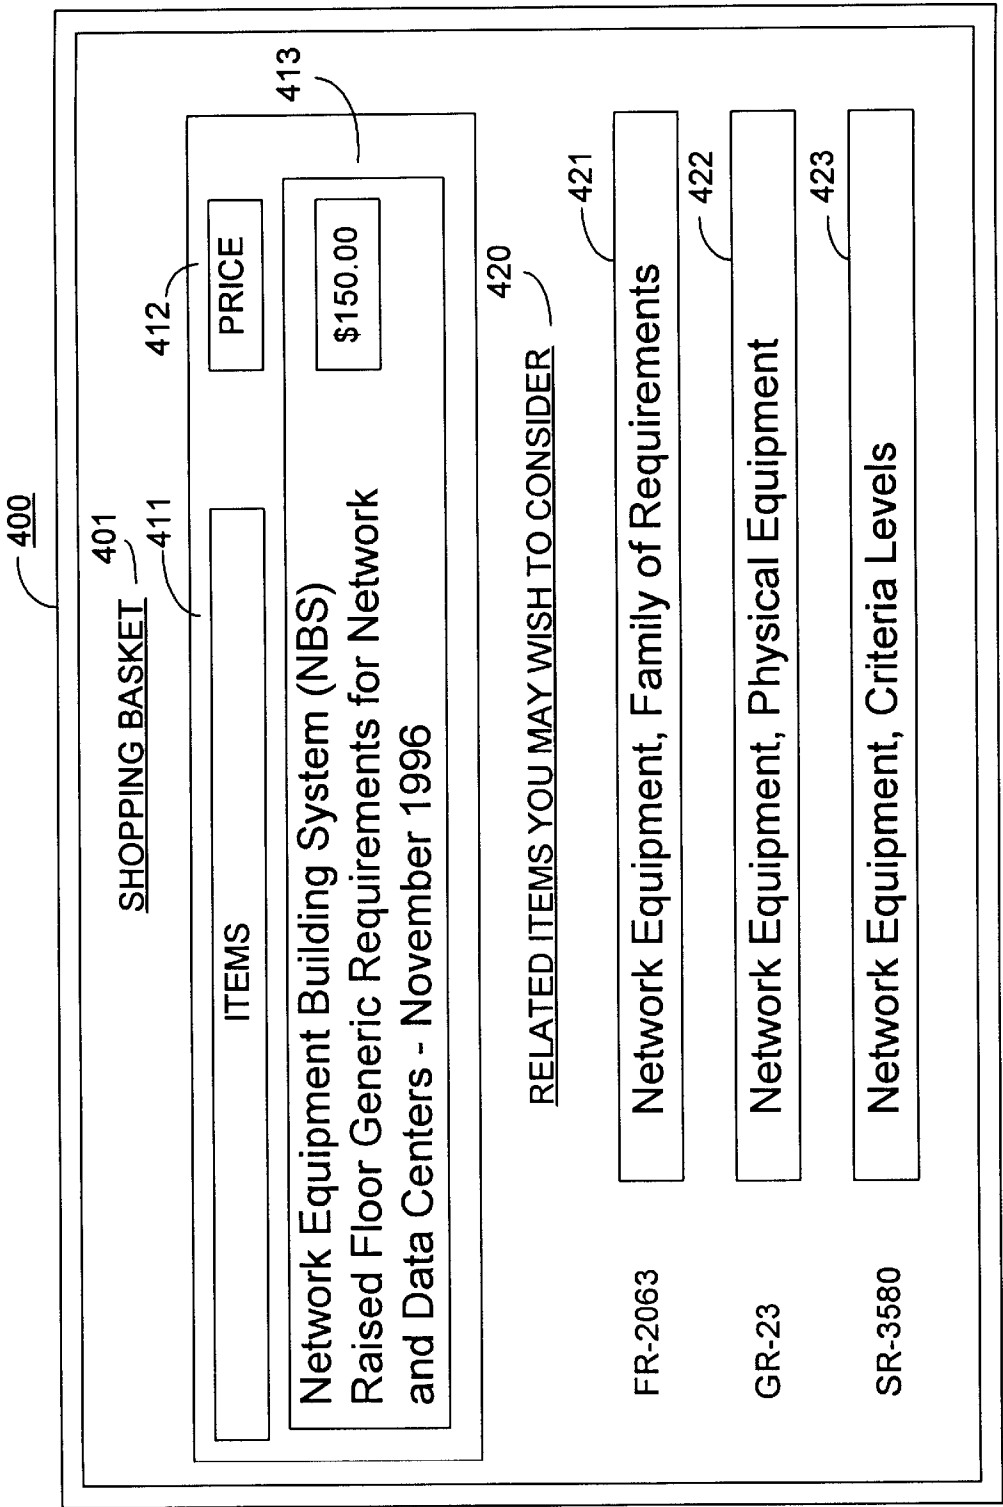 400
SHOPPING BASKET 401
411
412
413
ITEMS
PRICE
Network Equipment Building System (NBS)
Raised Floor Generic Requirements for Network
and Data Centers - November 1996
$150.00
RELATED ITEMS YOU MAY WISH TO CONSIDER 420
421
FR-2063 Network Equipment, Family of Requirements
422
GR-23 Network Equipment, Physical Equipment
423
SR-3580 Network Equipment, Criteria Levels